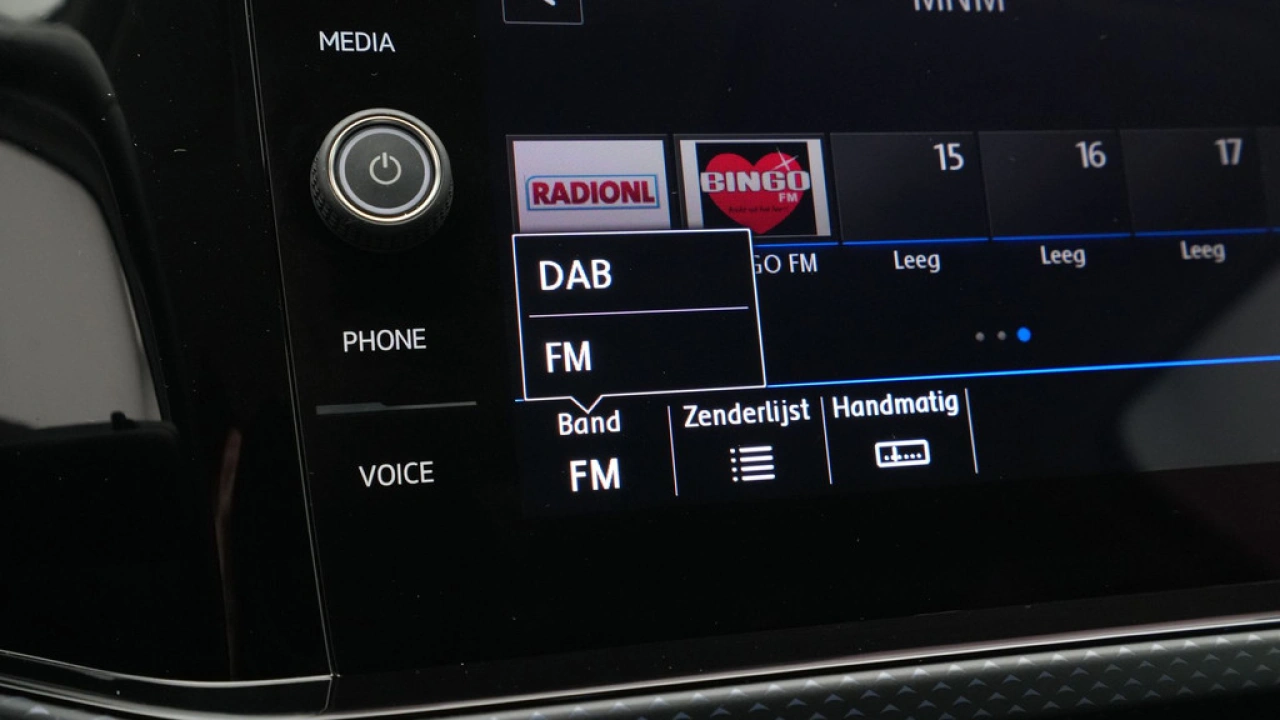 MNM
MEDIA
RADIONL
BINGO
FM
15
16
17
GO FM
Leeg
Leeg
Leeg
DAB
FM
PHONE
Band
Zenderlijst
Handmatig
FM
VOICE